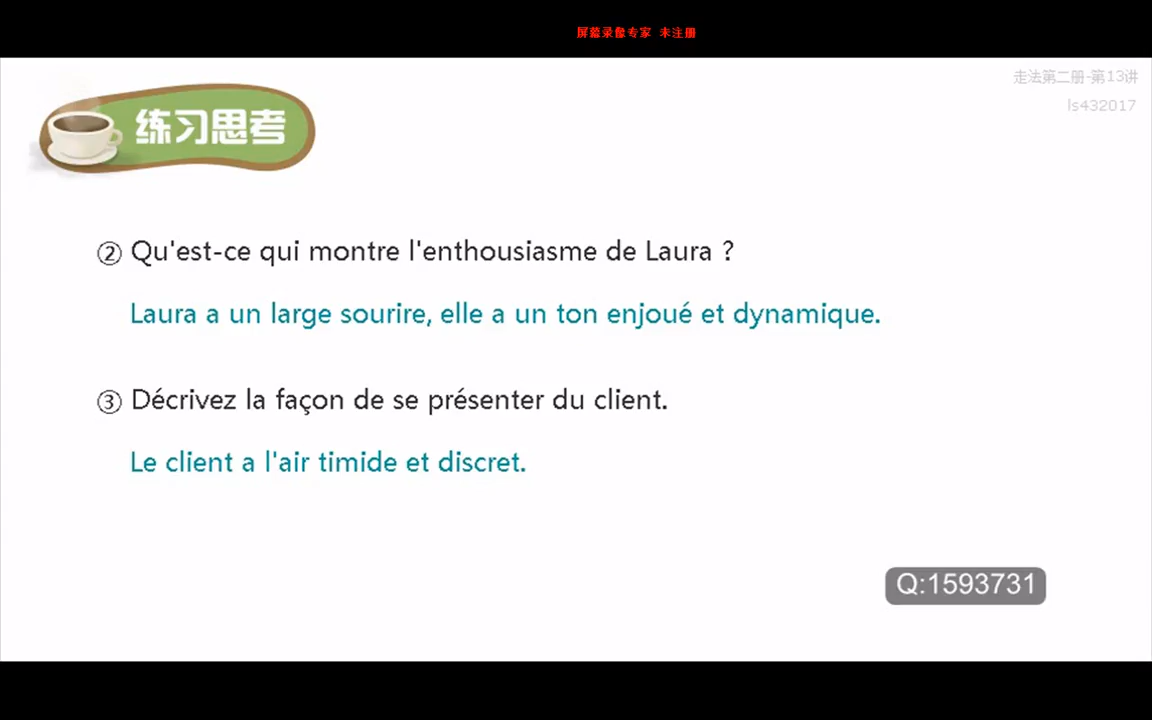 屏幕录像专家 未注册
走法第二册-第13讲
ls432017
练习思考
② Qu'est-ce qui montre l'enthousiasme de Laura ?
Laura a un large sourire, elle a un ton enjoué et dynamique.
③ Décrivez la façon de se présenter du client.
Le client a l'air timide et discret.
Q:1593731